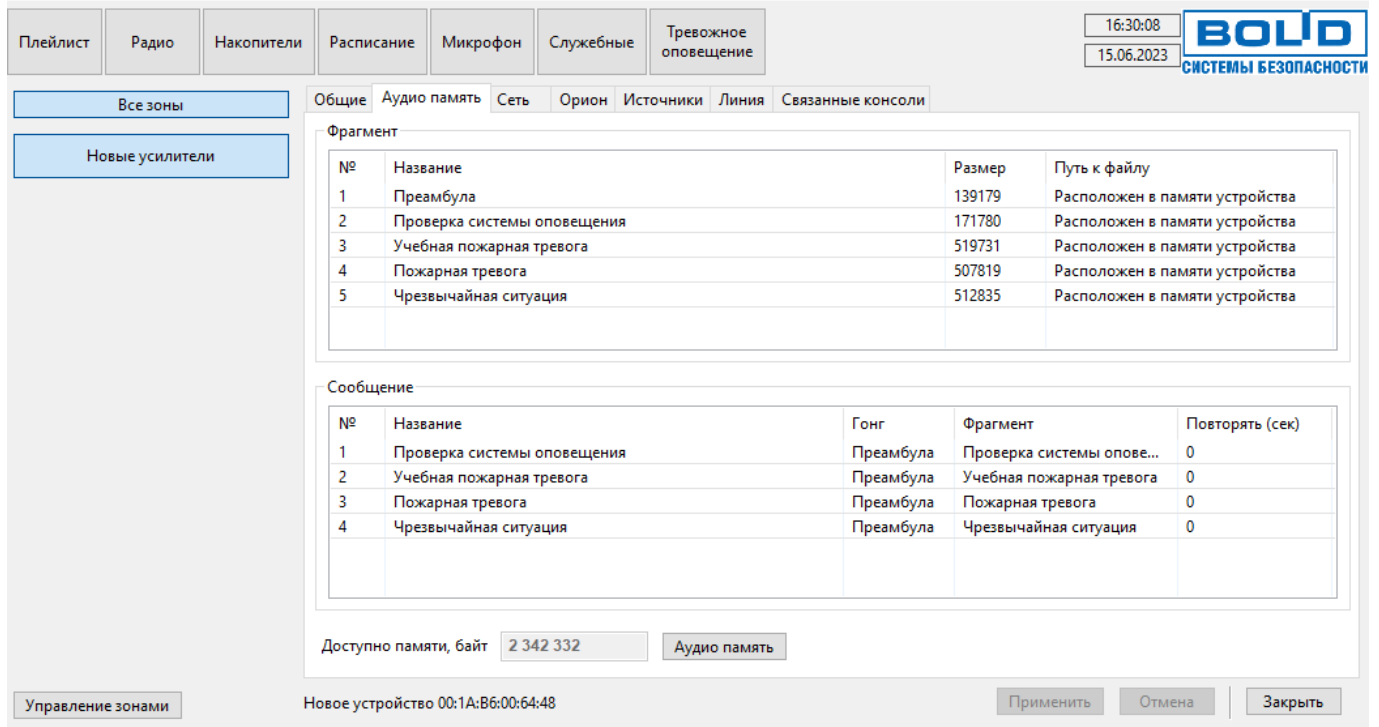 Плейлист Радио Накопители Расписание Микрофон Служебные Тревожное оповещение
16:30:08
15.06.2023
BOLID
СИСТЕМЫ БЕЗОПАСНОСТИ
Все зоны
Новые усилители
Общие Аудио память Сеть Орион Источники Линия Связанные консоли
Фрагмент
№ Название Размер Путь к файлу
1 Преамбула 139179 Расположен в памяти устройства
2 Проверка системы оповещения 171780 Расположен в памяти устройства
3 Учебная пожарная тревога 519731 Расположен в памяти устройства
4 Пожарная тревога 507819 Расположен в памяти устройства
5 Чрезвычайная ситуация 512835 Расположен в памяти устройства
Сообщение
№ Название Гонг Фрагмент Повторять (сек)
1 Проверка системы оповещения Преамбула Проверка системы опове... 0
2 Учебная пожарная тревога Преамбула Учебная пожарная тревога 0
3 Пожарная тревога Преамбула Пожарная тревога 0
4 Чрезвычайная ситуация Преамбула Чрезвычайная ситуация 0
Доступно памяти, байт 2 342 332 Аудио память
Управление зонами Новое устройство 00:1A:B6:00:64:48 Применить Отмена Закрыть